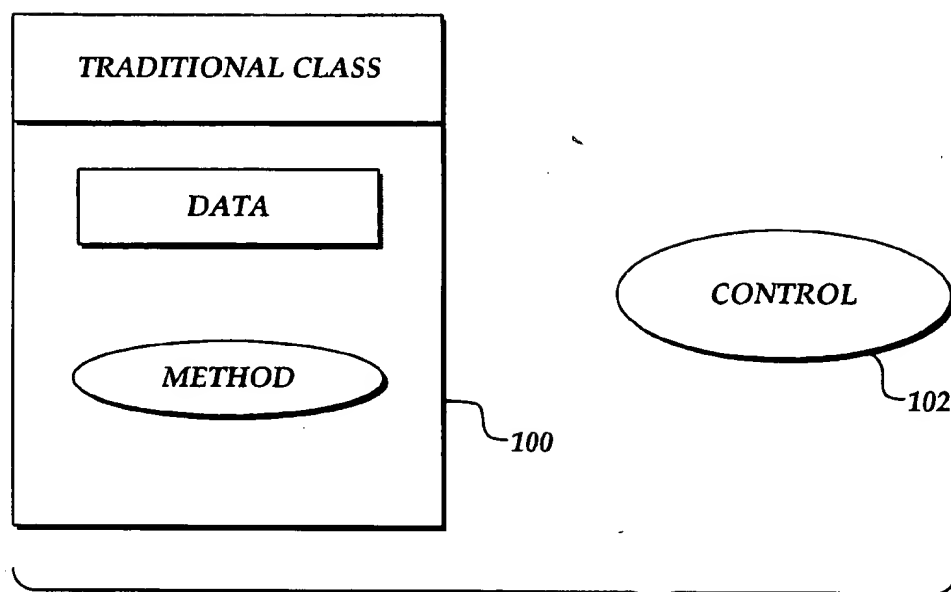 TRADITIONAL CLASS
DATA
METHOD
100
CONTROL
102